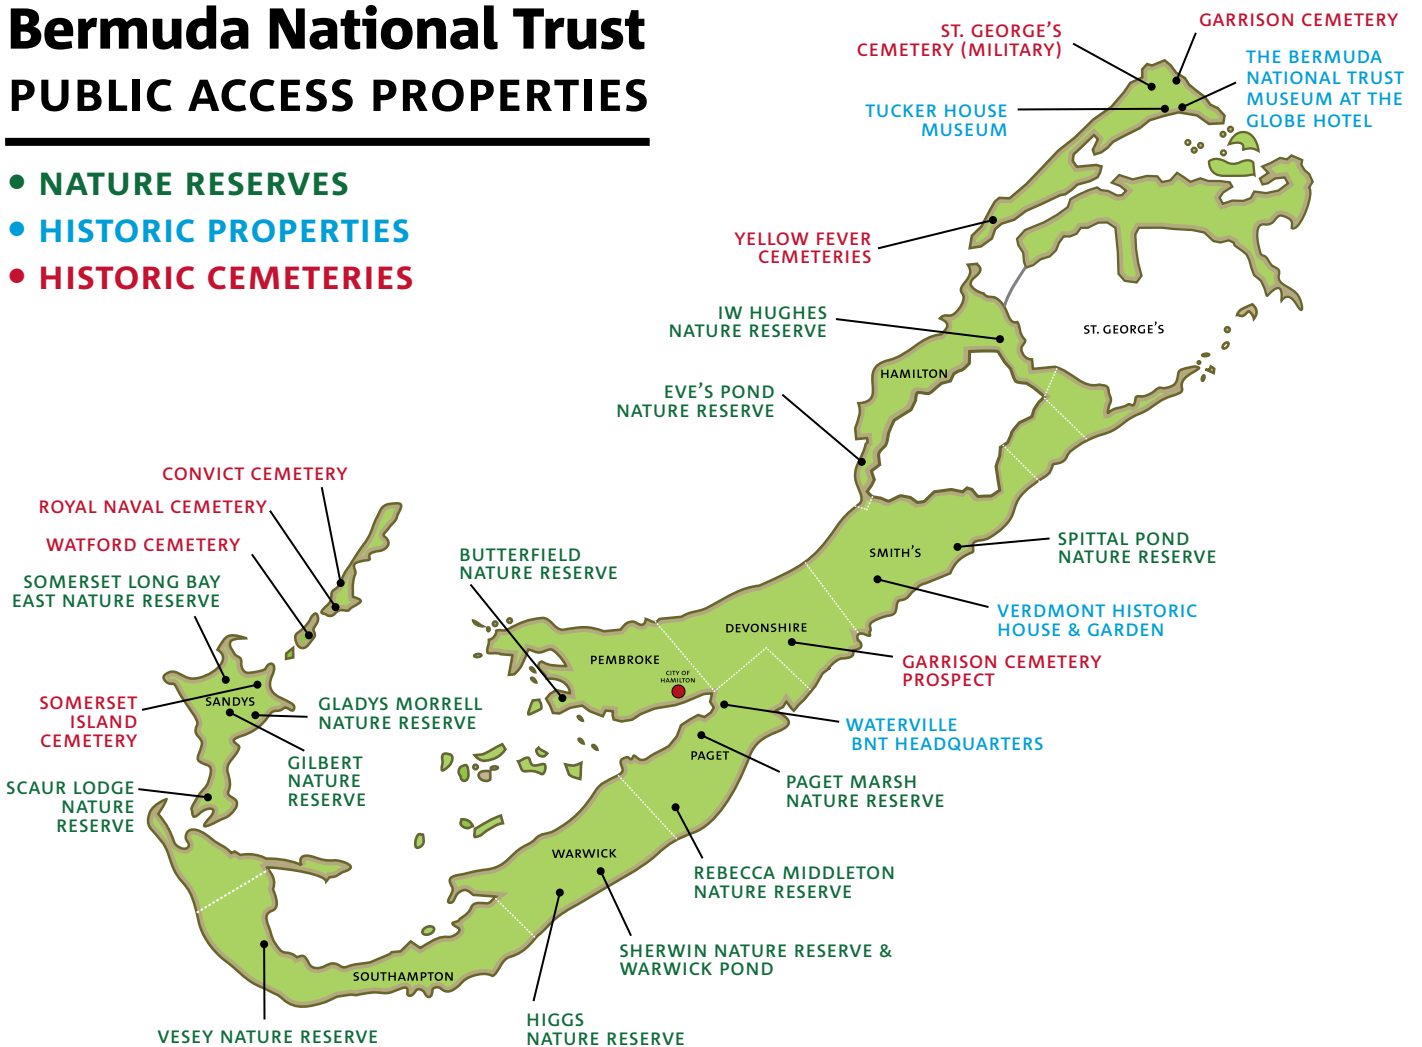 Bermuda National Trust
PUBLIC ACCESS PROPERTIES
• NATURE RESERVES
• HISTORIC PROPERTIES
• HISTORIC CEMETERIES
ST. GEORGE'S
CEMETERY (MILITARY)
GARRISON CEMETERY
THE BERMUDA
NATIONAL TRUST
MUSEUM AT THE
GLOBE HOTEL
TUCKER HOUSE
MUSEUM
YELLOW FEVER
CEMETERIES
IW HUGHES
NATURE RESERVE
ST. GEORGE'S
HAMILTON
EVE'S POND
NATURE RESERVE
CONVICT CEMETERY
ROYAL NAVAL CEMETERY
WATFORD CEMETERY
SOMERSET LONG BAY
EAST NATURE RESERVE
BUTTERFIELD
NATURE RESERVE
SMITH'S
SPITTAL POND
NATURE RESERVE
VERDMONT HISTORIC
HOUSE & GARDEN
DEVONSHIRE
GARRISON CEMETERY
PROSPECT
PEMBROKE
CITY OF
HAMILTON
SOMERSET
ISLAND
CEMETERY
SANDYS
GLADYS MORRELL
NATURE RESERVE
GILBERT
NATURE
RESERVE
WATERVILLE
BNT HEADQUARTERS
PAGET
PAGET MARSH
NATURE RESERVE
SCAUR LODGE
NATURE
RESERVE
WARWICK
REBECCA MIDDLETON
NATURE RESERVE
SHERWIN NATURE RESERVE &
WARWICK POND
SOUTHAMPTON
HIGGS
NATURE RESERVE
VESEY NATURE RESERVE